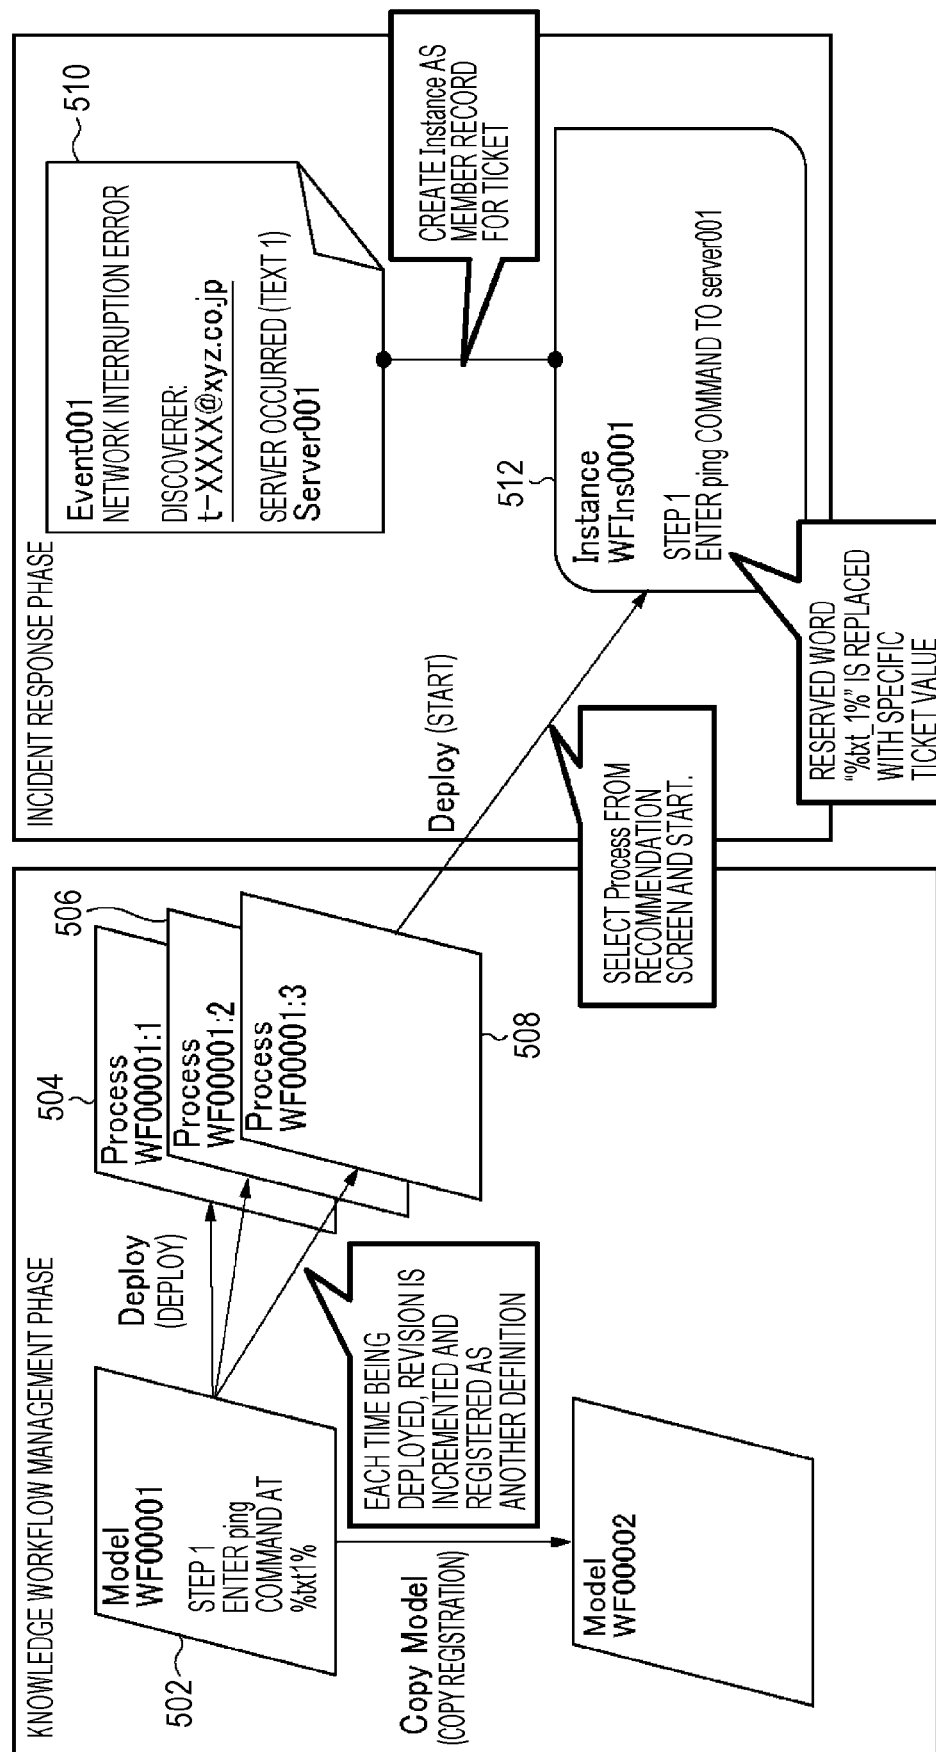 KNOWLEDGE WORKFLOW MANAGEMENT PHASE
502
Model
WF00001
STEP 1
ENTER ping
COMMAND AT
%txt1%
Deploy
(DEPLOY)
504
Process
WF00001:1
506
Process
WF00001:2
Process
WF00001:3
508
EACH TIME BEING
DEPLOYED, REVISION IS
INCREMENTED AND
REGISTERED AS
ANOTHER DEFINITION
Copy Model
(COPY REGISTRATION)
Model
WF00002
INCIDENT RESPONSE PHASE
510
Event001
NETWORK INTERRUPTION ERROR
DISCOVERER:
t-XXXX@xyz.co.jp
SERVER OCCURRED (TEXT 1)
Server001
CREATE Instance AS
MEMBER RECORD
FOR TICKET
Deploy (START)
SELECT Process FROM
RECOMMENDATION
SCREEN AND START.
512
Instance
WFIns0001
STEP 1
ENTER ping COMMAND TO server001
RESERVED WORD
"%txt_1%" IS REPLACED
WITH SPECIFIC
TICKET VALUE